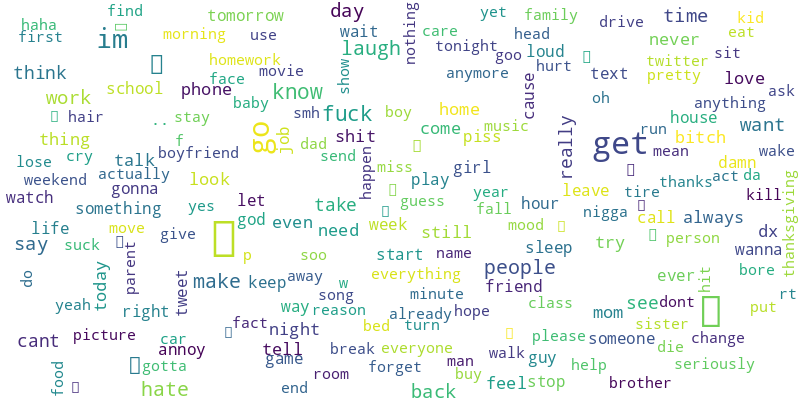 day
find
tomorrow
haha
first
im
morning
use
wait
care
yet
family
drive
time
kid
eat
nothing
laugh
tonight
goo
head
loud
never
twitter
sit
think
homework
face
movie
show
anymore
hurt
text
pretty
love
ask
work
school
phone
baby
know
cause
oh
anything
hair
..
stay
smh
fuck
boy
home
music
house
want
thing
f
go
job
dad
shit
come
piss
really
get
run
bitch
lose
cry
talk
boyfriend
send
happen
miss
girl
mean
damn
wake
weekend
actually
gonna
look
play
year
leave
tire
thanks
act
da
watch
something
yes
let
take
guess
fall
hour
nigga
call
always
kill
thanksgiving
life
move
give
god
even
need
week
still
mood
person
dx
say
suck
p
soo
start
name
sleep
try
wanna
do
today
parent
tweet
make
keep
away
w
everything
people
friend
ever
hit
bore
rt
yeah
right
song
way
reason
minute
already
hope
class
see
dont
put
mom
cant
picture
car
fact
night
bed
turn
please
someone
sister
change
annoy
tell
game
break
everyone
man
walk
guy
die
food
gotta
room
forget
buy
feel
help
seriously
hate
end
back
stop
brother